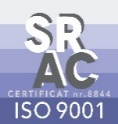 SR
AC
CERTIFICAT nr.8844
ISO 9001